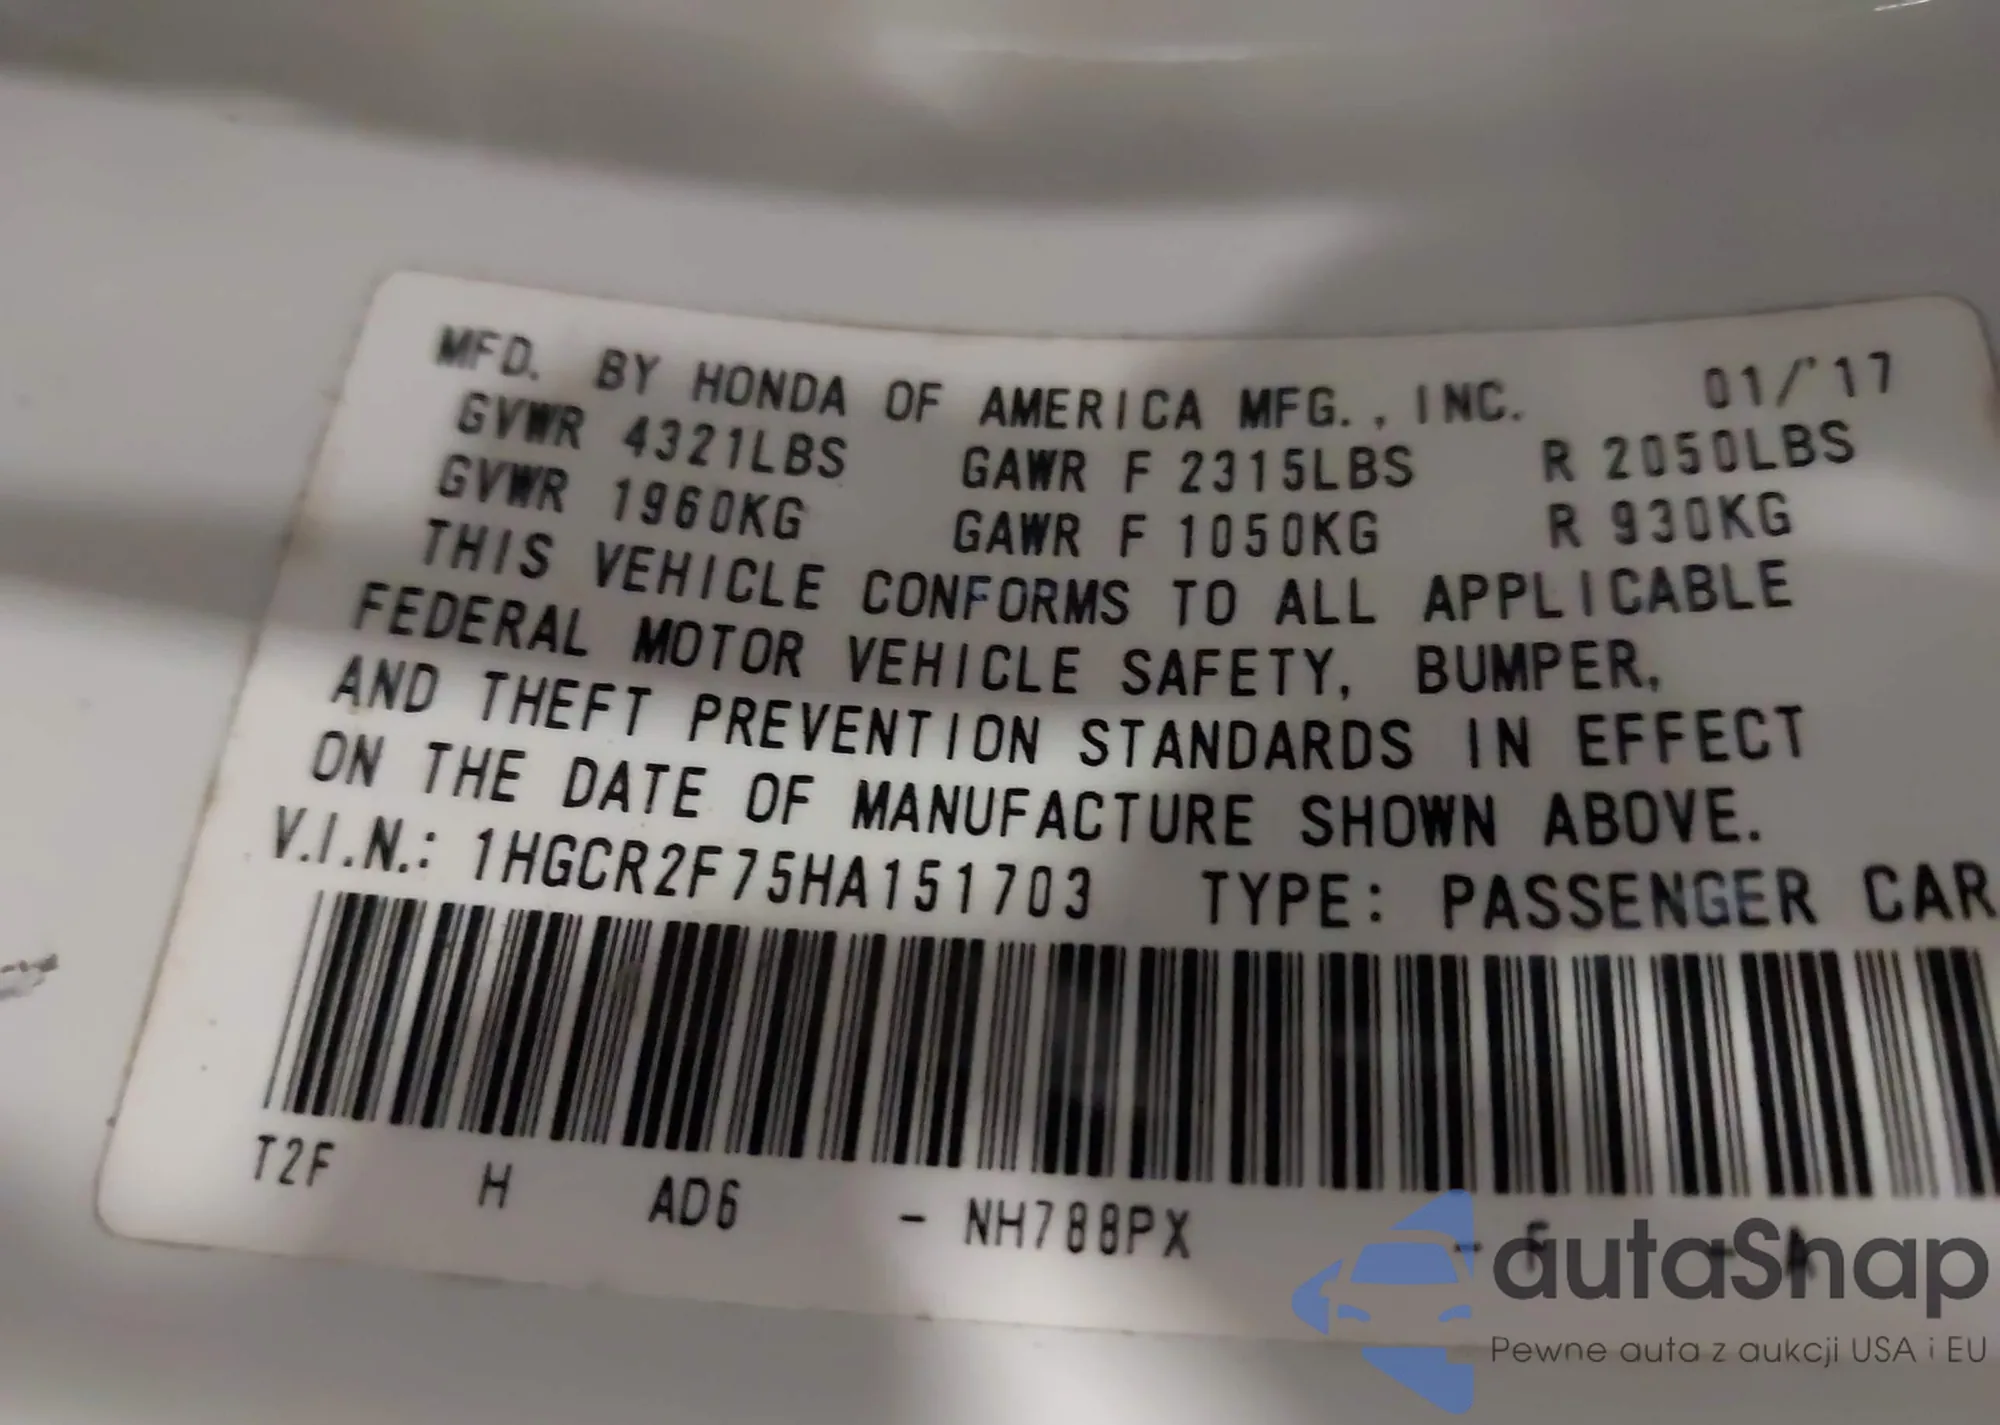 MFD. BY HONDA OF AMERICA MFG., INC. 01/'17
GVWR 4321LBS GAWR F 2315LBS R 2050LBS
GVWR 1960KG GAWR F 1050KG R 930KG
THIS VEHICLE CONFORMS TO ALL APPLICABLE
FEDERAL MOTOR VEHICLE SAFETY, BUMPER,
AND THEFT PREVENTION STANDARDS IN EFFECT
ON THE DATE OF MANUFACTURE SHOWN ABOVE.
V.I.N.: 1HGCR2F75HA151703 TYPE: PASSENGER CAR
T2F H AD6 - NH788PX - F - A
autaSnap
Pewne auta z aukcji USA i EU